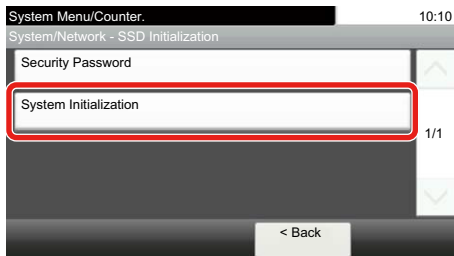 System Menu/Counter.
10:10
System/Network - SSD Initialization
Security Password
System Initialization
1/1
< Back